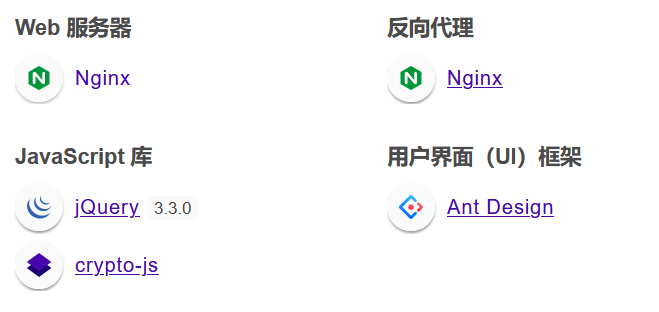 Web 服务器
Nginx
反向代理
Nginx
JavaScript 库
jQuery 3.3.0
crypto-js
用户界面（UI）框架
Ant Design